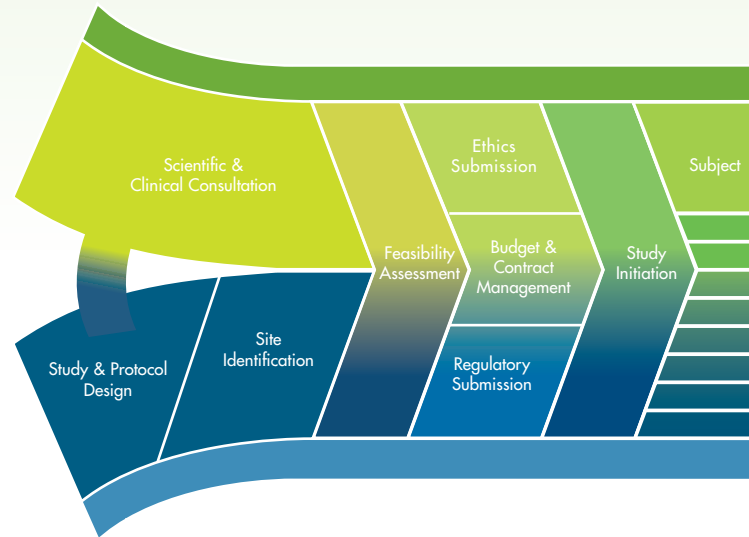 Scientific &
Clinical Consultation
Study & Protocol
Design
Site
Identification
Feasibility
Assessment
Ethics
Submission
Budget &
Contract
Management
Regulatory
Submission
Study
Initiation
Subject